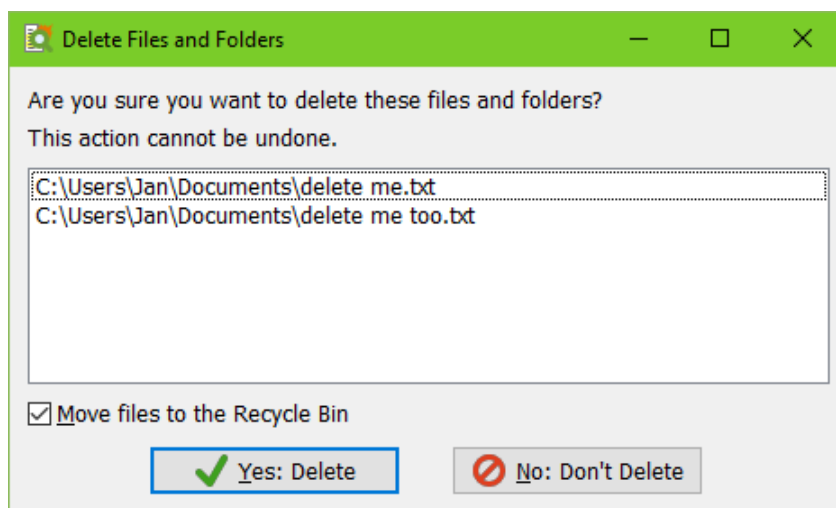 Delete Files and Folders
Are you sure you want to delete these files and folders?
This action cannot be undone.
C:\Users\Jan\Documents\delete me.txt
C:\Users\Jan\Documents\delete me too.txt
Move files to the Recycle Bin
Yes: Delete
No: Don't Delete